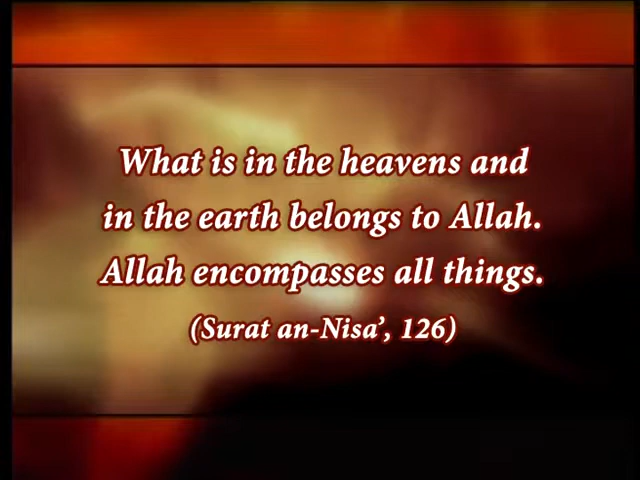 What is in the heavens and
in the earth belongs to Allah.
Allah encompasses all things.
(Surat an-Nisa’, 126)